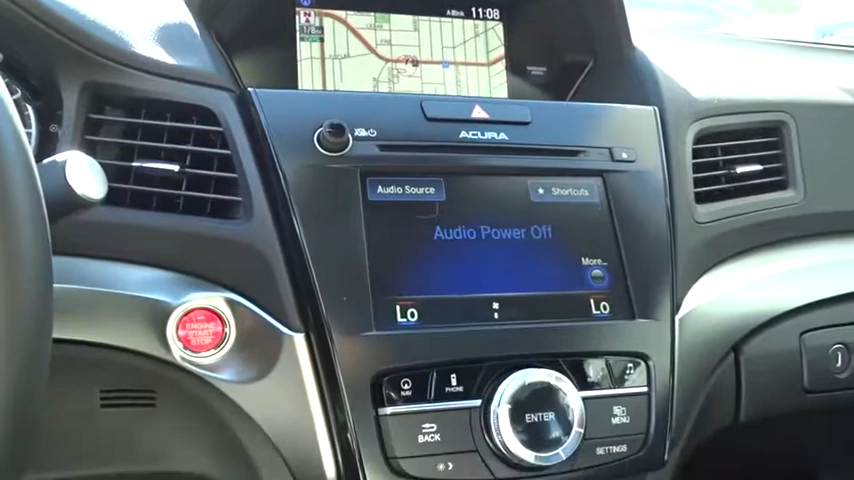 11:08
N
ACURA
Audio Source
Shortcuts
Audio Power Off
More...
Lo
Lo
ENGINE
START
STOP
NAV
PHONE
ENTER
BACK
MENU
SETTINGS